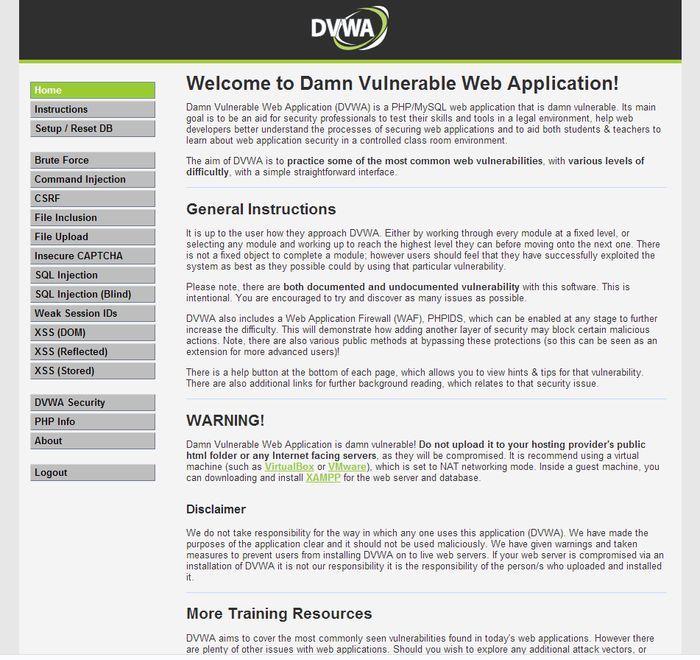 DVWA
Home
Instructions
Setup / Reset DB
Brute Force
Command Injection
CSRF
File Inclusion
File Upload
Insecure CAPTCHA
SQL Injection
SQL Injection (Blind)
Weak Session IDs
XSS (DOM)
XSS (Reflected)
XSS (Stored)
DVWA Security
PHP Info
About
Logout
Welcome to Damn Vulnerable Web Application!
Damn Vulnerable Web Application (DVWA) is a PHP/MySQL web application that is damn vulnerable. Its main
goal is to be an aid for security professionals to test their skills and tools in a legal environment, help web
developers better understand the processes of securing web applications and to aid both students & teachers to
learn about web application security in a controlled class room environment.
The aim of DVWA is to practice some of the most common web vulnerabilities, with various levels of
difficultly, with a simple straightforward interface.
General Instructions
It is up to the user how they approach DVWA. Either by working through every module at a fixed level, or
selecting any module and working up to reach the highest level they can before moving onto the next one. There
is not a fixed object to complete a module; however users should feel that they have successfully exploited the
system as best as they possible could by using that particular vulnerability.
Please note, there are both documented and undocumented vulnerability with this software. This is
intentional. You are encouraged to try and discover as many issues as possible.
DVWA also includes a Web Application Firewall (WAF), PHPIDS, which can be enabled at any stage to further
increase the difficulty. This will demonstrate how adding another layer of security may block certain malicious
actions. Note, there are also various public methods at bypassing these protections (so this can be seen as an
extension for more advanced users)!
There is a help button at the bottom of each page, which allows you to view hints & tips for that vulnerability.
There are also additional links for further background reading, which relates to that security issue.
WARNING!
Damn Vulnerable Web Application is damn vulnerable! Do not upload it to your hosting provider's public
html folder or any Internet facing servers, as they will be compromised. It is recommend using a virtual
machine (such as VirtualBox or VMware), which is set to NAT networking mode. Inside a guest machine, you
can downloading and install XAMPP for the web server and database.
Disclaimer
We do not take responsibility for the way in which any one uses this application (DVWA). We have made the
purposes of the application clear and it should not be used maliciously. We have given warnings and taken
measures to prevent users from installing DVWA on to live web servers. If your web server is compromised via an
installation of DVWA it is not our responsibility it is the responsibility of the person/s who uploaded and installed
it.
More Training Resources
DVWA aims to cover the most commonly seen vulnerabilities found in today's web applications. However there
are plenty of other issues with web applications. Should you wish to explore any additional attack vectors, or